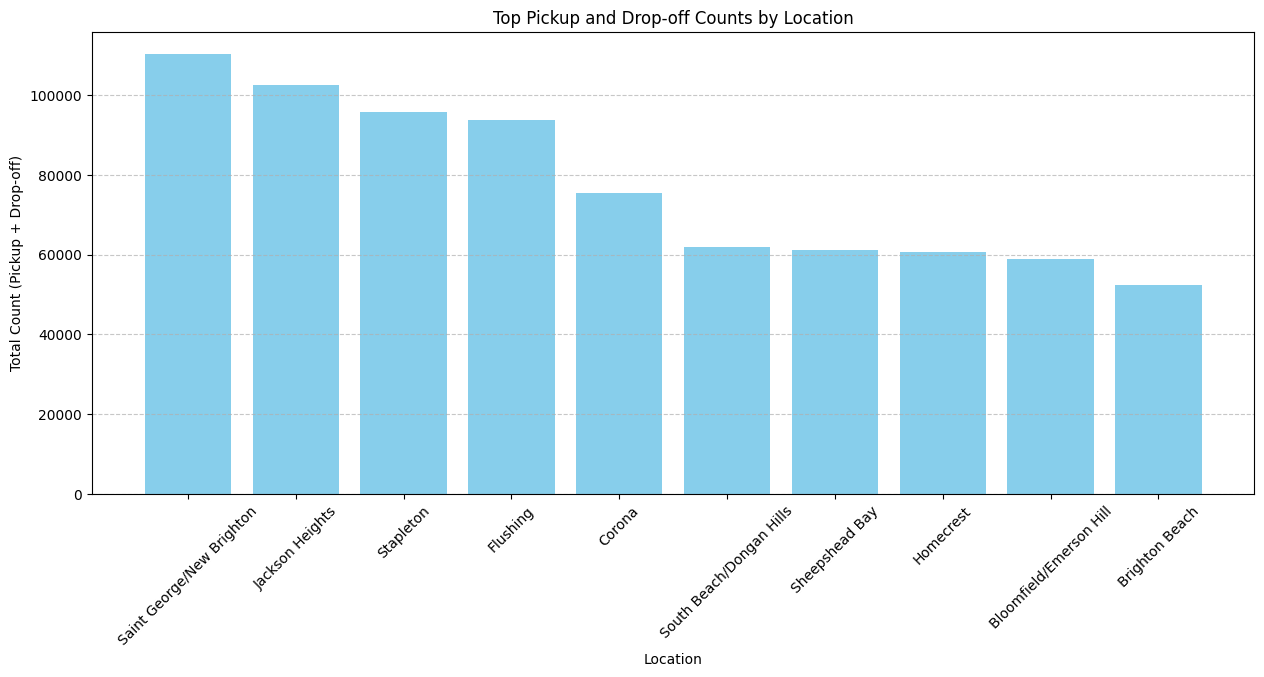 Top Pickup and Drop-off Counts by Location
Total Count (Pickup + Drop-off)
100000
80000
60000
40000
20000
0
Saint George/New Brighton
Jackson Heights
Stapleton
Flushing
Corona
South Beach/Dongan Hills
Sheepshead Bay
Homecrest
Bloomfield/Emerson Hill
Brighton Beach
Location